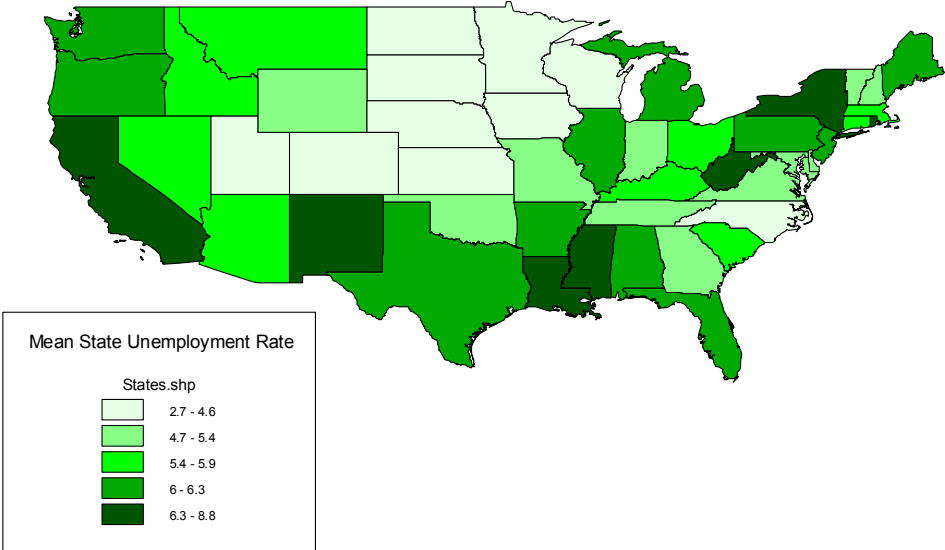 Mean State Unemployment Rate
States.shp
2.7 - 4.6
4.7 - 5.4
5.4 - 5.9
6 - 6.3
6.3 - 8.8